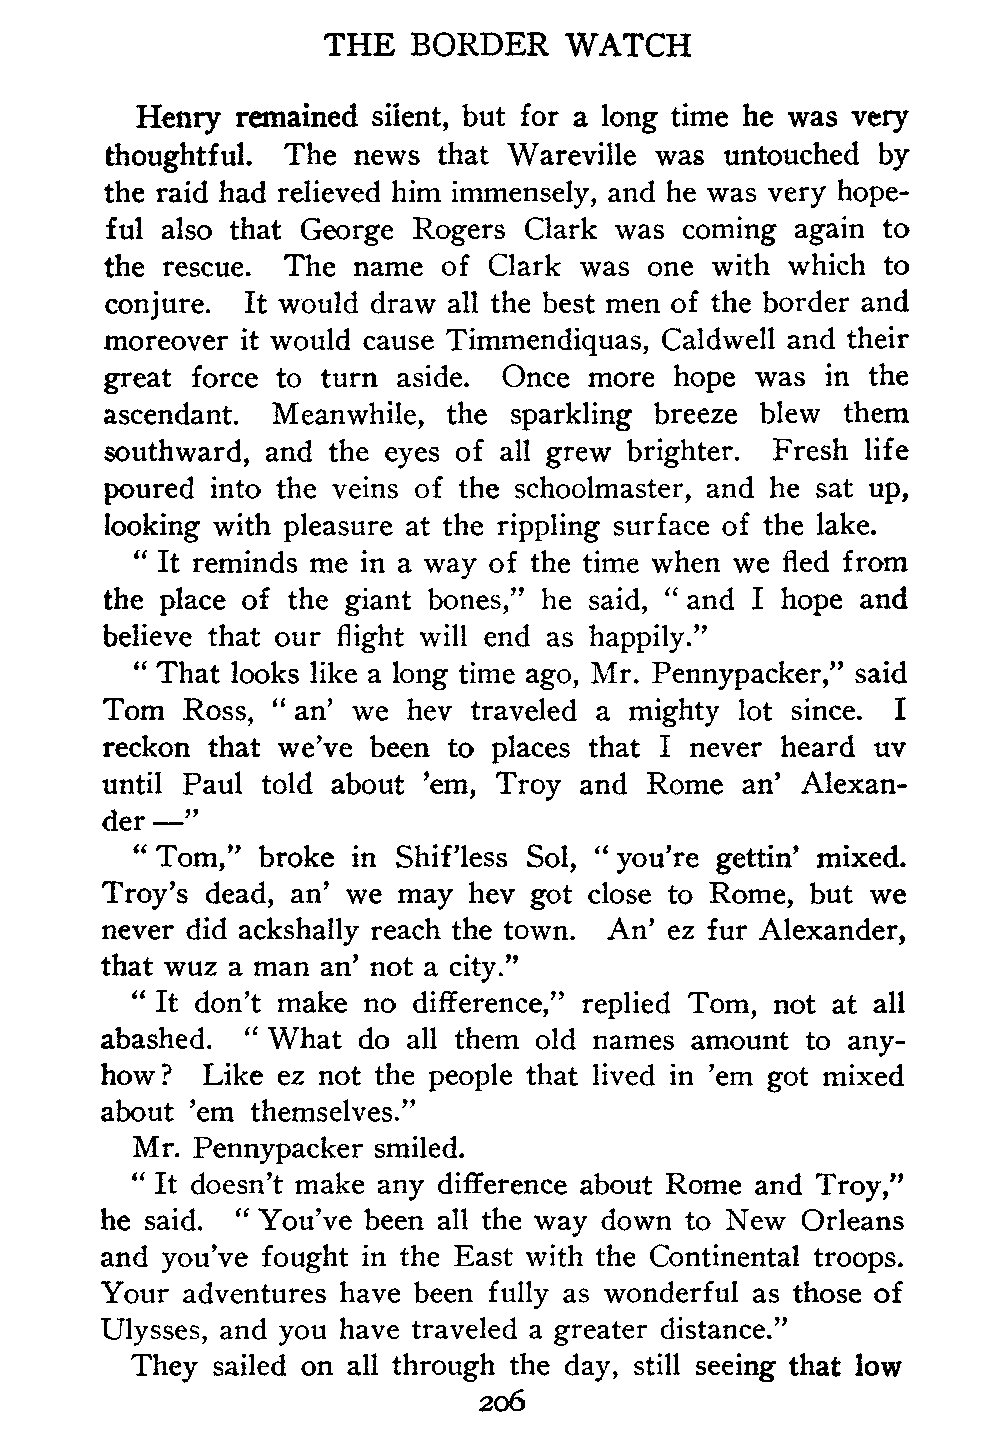 THE BORDER WATCH
Henry remained silent, but for a long time he was very
thoughtful. The news that Wareville was untouched by
the raid had relieved him immensely, and he was very hope-
ful also that George Rogers Clark was coming again to
the rescue. The name of Clark was one with which to
conjure. It would draw all the best men of the border and
moreover it would cause Timmendiquas, Caldwell and their
great force to turn aside. Once more hope was in the
ascendant. Meanwhile, the sparkling breeze blew them
southward, and the eyes of all grew brighter. Fresh life
poured into the veins of the schoolmaster, and he sat up,
looking with pleasure at the rippling surface of the lake.
“ It reminds me in a way of the time when we fled from
the place of the giant bones,” he said, “ and I hope and
believe that our flight will end as happily.”
“ That looks like a long time ago, Mr. Pennypacker,” said
Tom Ross, “ an’ we hev traveled a mighty lot since. I
reckon that we’ve been to places that I never heard uv
until Paul told about ’em, Troy and Rome an’ Alexan-
der —”
“ Tom,” broke in Shif’less Sol, “ you’re gettin’ mixed.
Troy’s dead, an’ we may hev got close to Rome, but we
never did ackshally reach the town. An’ ez fur Alexander,
that wuz a man an’ not a city.”
“ It don’t make no difference,” replied Tom, not at all
abashed. “ What do all them old names amount to any-
how? Like ez not the people that lived in ’em got mixed
about ’em themselves.”
Mr. Pennypacker smiled.
“ It doesn’t make any difference about Rome and Troy,”
he said. “ You’ve been all the way down to New Orleans
and you’ve fought in the East with the Continental troops.
Your adventures have been fully as wonderful as those of
Ulysses, and you have traveled a greater distance.”
They sailed on all through the day, still seeing that low
206